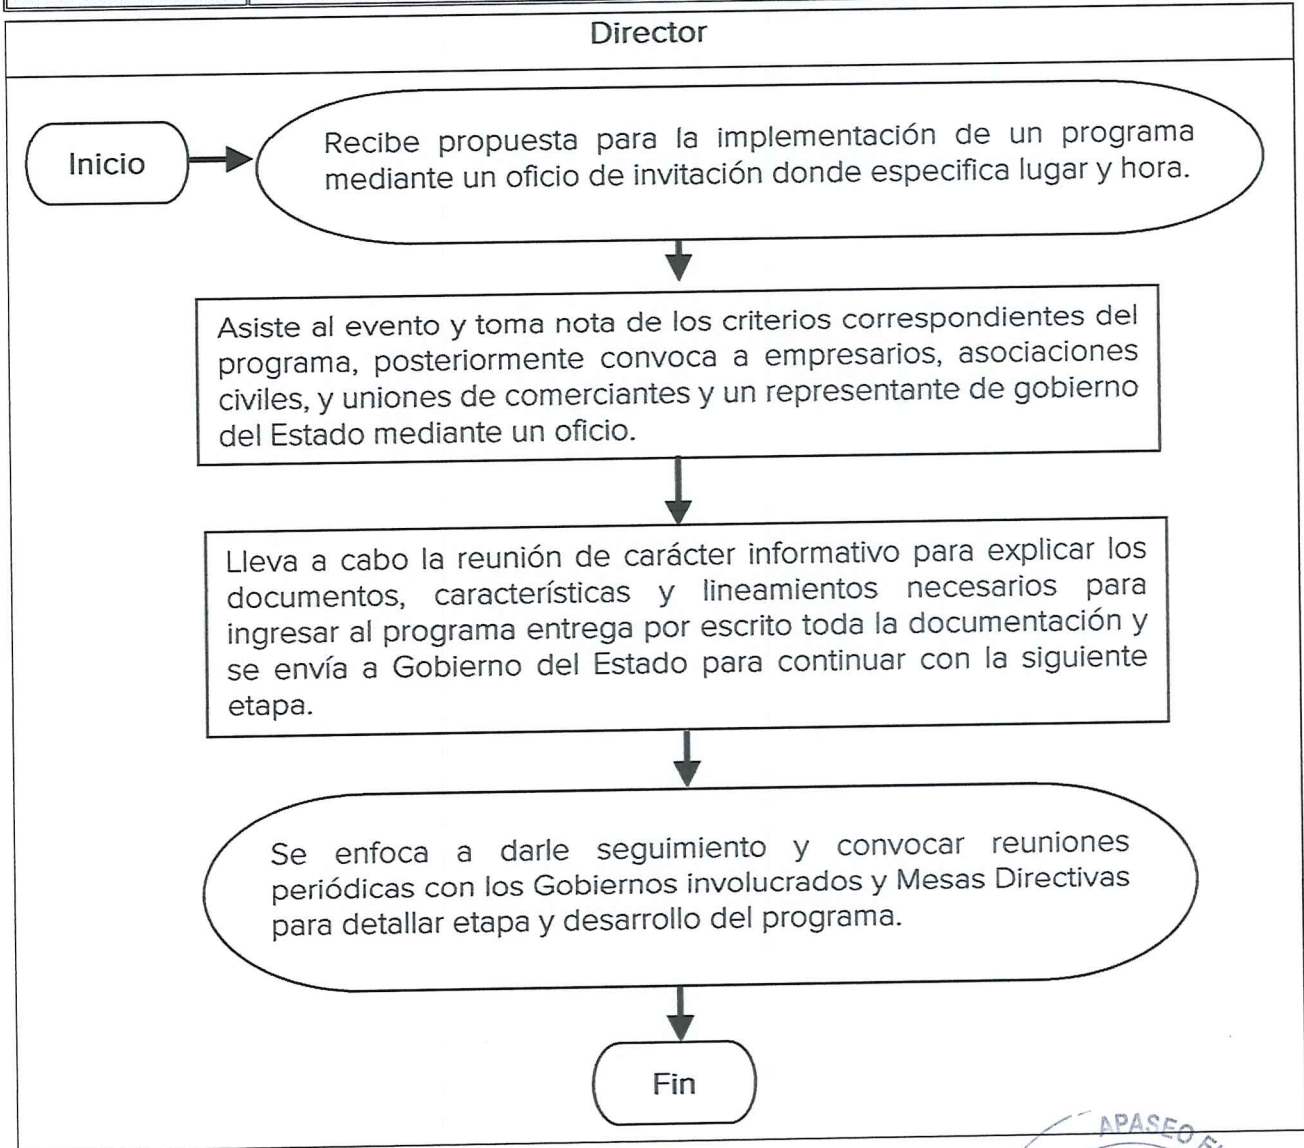 Director
Inicio
Recibe propuesta para la implementación de un programa
mediante un oficio de invitación donde especifica lugar y hora.
Asiste al evento y toma nota de los criterios correspondientes del
programa, posteriormente convoca a empresarios, asociaciones
civiles, y uniones de comerciantes y un representante de gobierno
del Estado mediante un oficio.
Lleva a cabo la reunión de carácter informativo para explicar los
documentos, características y lineamientos necesarios para
ingresar al programa entrega por escrito toda la documentación y
se envía a Gobierno del Estado para continuar con la siguiente
etapa.
Se enfoca a darle seguimiento y convocar reuniones
periódicas con los Gobiernos involucrados y Mesas Directivas
para detallar etapa y desarrollo del programa.
Fin
APASEO